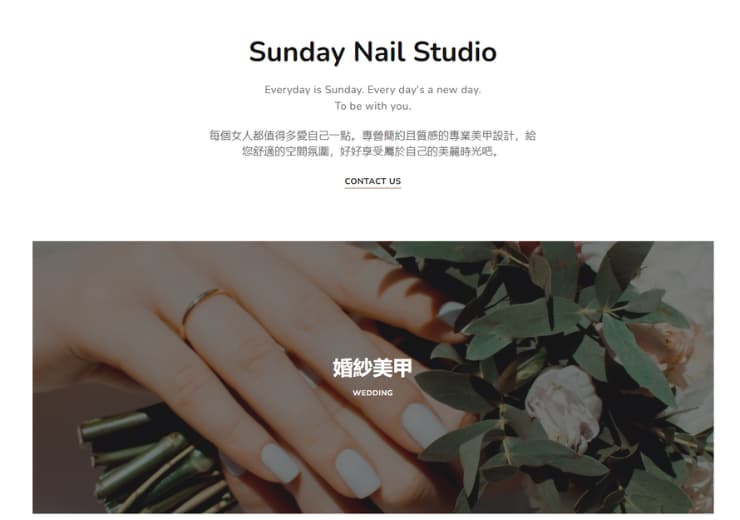 Sunday Nail Studio
Everyday is Sunday. Every day's a new day.
To be with you.
每個女人都值得多愛自己一點。專營簡約且質感的專業美甲設計，給
您舒適的空間氛圍，好好享受屬於自己的美麗時光吧。
CONTACT US
婚紗美甲
WEDDING